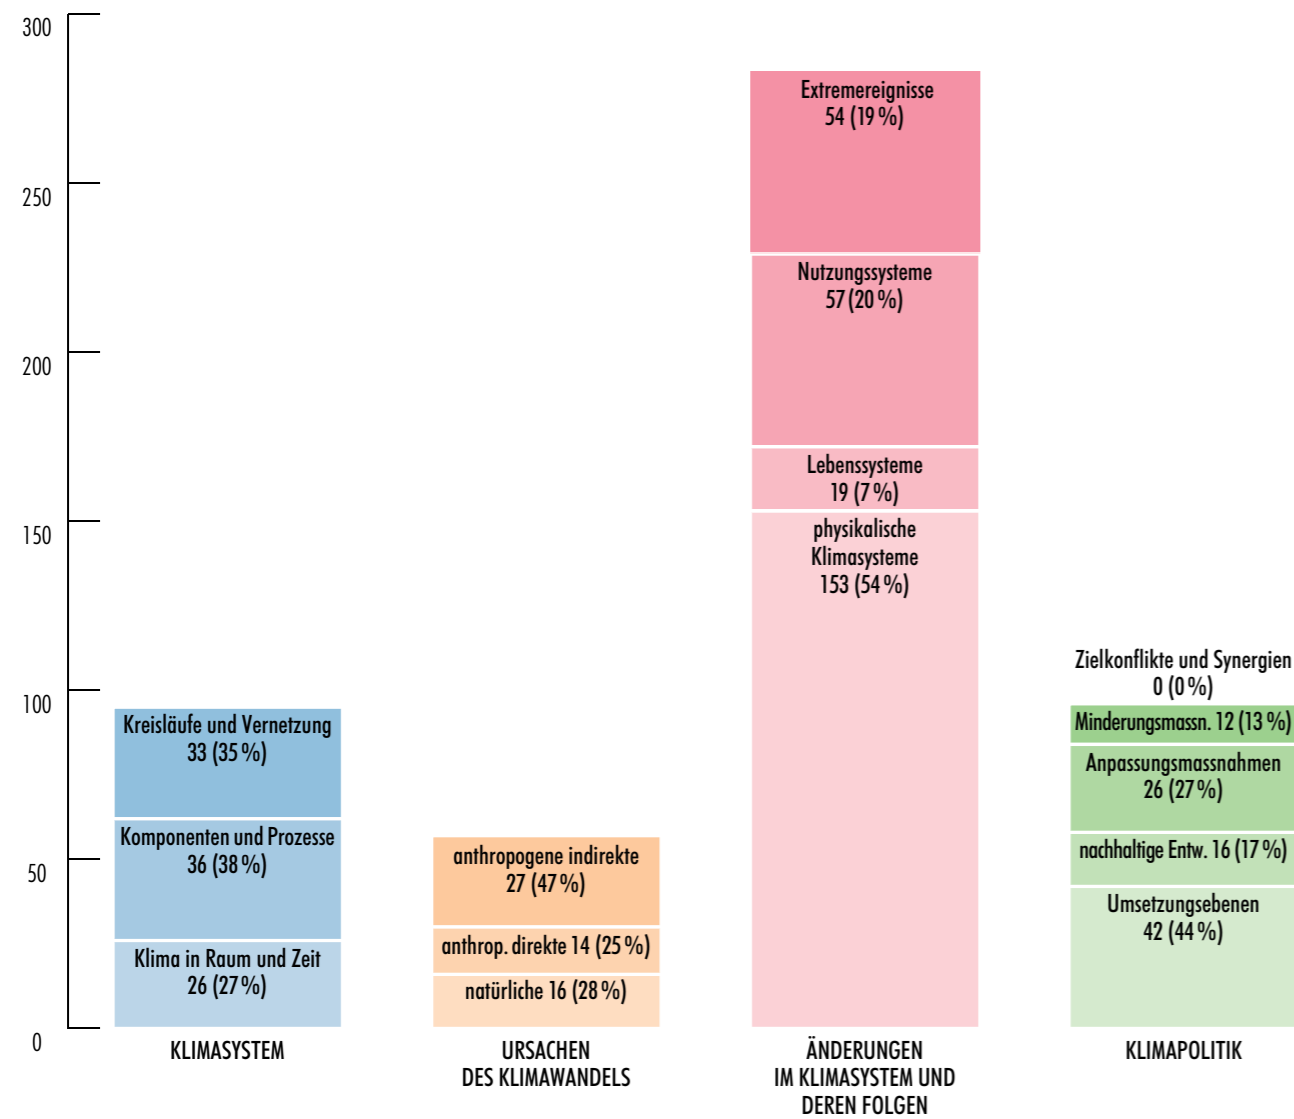 300
250
200
150
100
50
0
Kreisläufe und Vernetzung
33 (35 %)
Komponenten und Prozesse
36 (38 %)
Klima in Raum und Zeit
26 (27 %)
KLIMASYSTEM
anthropogene indirekte
27 (47 %)
anthrop. direkte 14 (25 %)
natürliche 16 (28 %)
URSACHEN
DES KLIMAWANDELS
Extremereignisse
54 (19 %)
Nutzungssysteme
57 (20 %)
Lebenssysteme
19 (7 %)
physikalische
Klimasysteme
153 (54 %)
ÄNDERUNGEN
IM KLIMASYSTEM UND
DEREN FOLGEN
Zielkonflikte und Synergien
0 (0 %)
Minderungsmassn. 12 (13 %)
Anpassungsmassnahmen
26 (27 %)
nachhaltige Entw. 16 (17 %)
Umsetzungsebenen
42 (44 %)
KLIMAPOLITIK